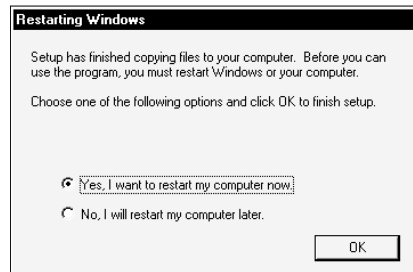 Restarting Windows
Setup has finished copying files to your computer. Before you can
use the program, you must restart Windows or your computer.
Choose one of the following options and click OK to finish setup.
Yes, I want to restart my computer now.
No, I will restart my computer later.
OK